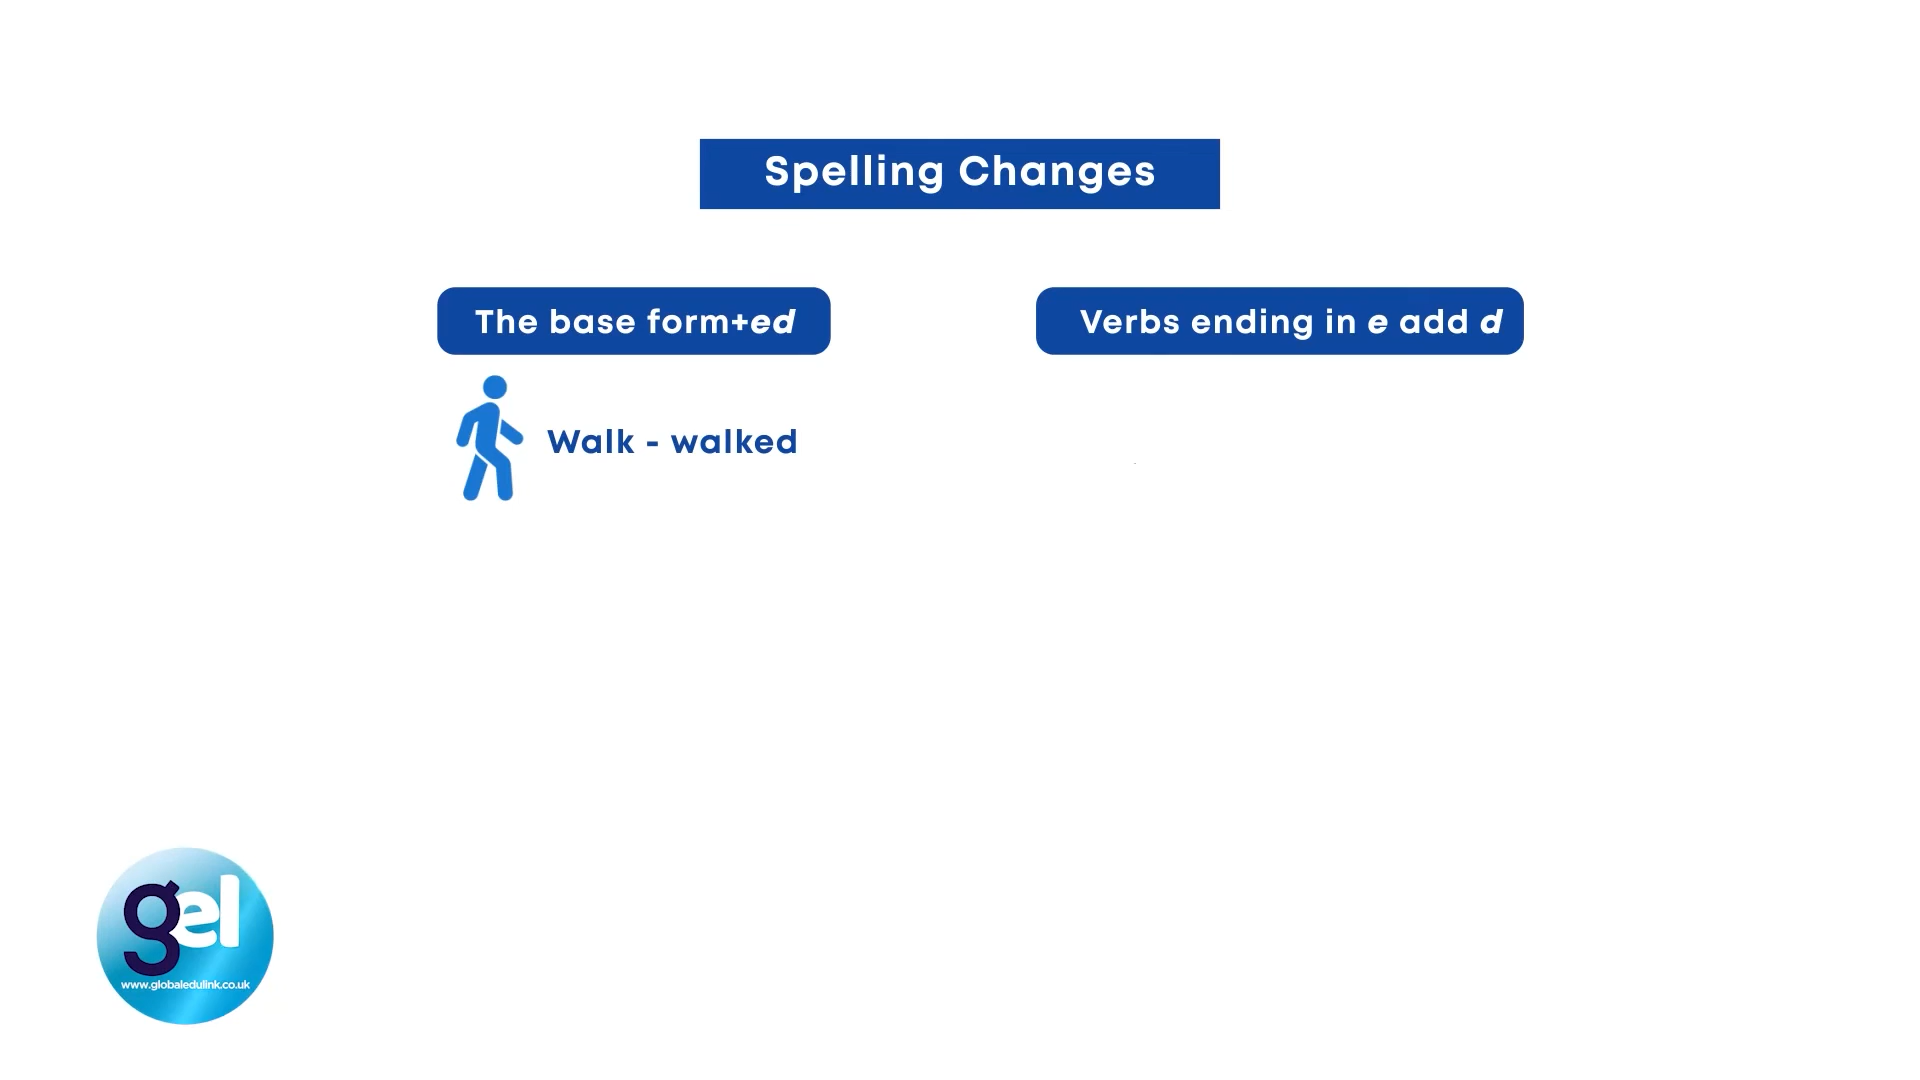 Spelling Changes
The base form+ed
Verbs ending in e add d
Walk - walked
gel
www.globaledulink.co.uk